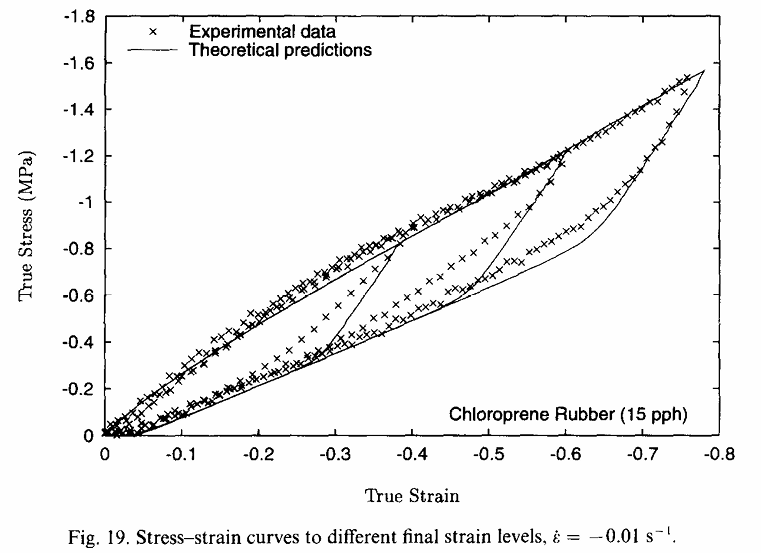 -1.8
× Experimental data
Theoretical predictions
-1.6
-1.4
-1.2
-1
-0.8
-0.6
-0.4
-0.2
0
True Stress (MPa)
Chloroprene Rubber (15 pph)
0 -0.1 -0.2 -0.3 -0.4 -0.5 -0.6 -0.7 -0.8
True Strain
Fig. 19. Stress–strain curves to different final strain levels, ε̇ = −0.01 s⁻¹.